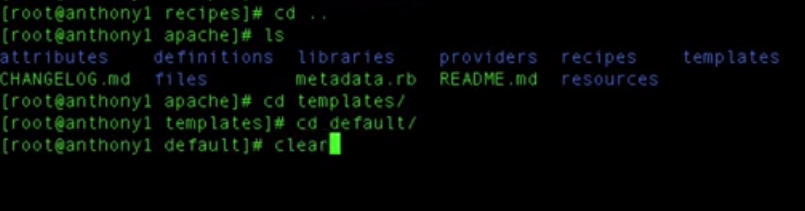 [root@anthony1 recipes]# cd ..
[root@anthony1 apache]# ls
attributes definitions libraries providers recipes templates
CHANGELOG.md files metadata.rb README.md resources
[root@anthony1 apache]# cd templates/
[root@anthony1 templates]# cd default/
[root@anthony1 default]# clear